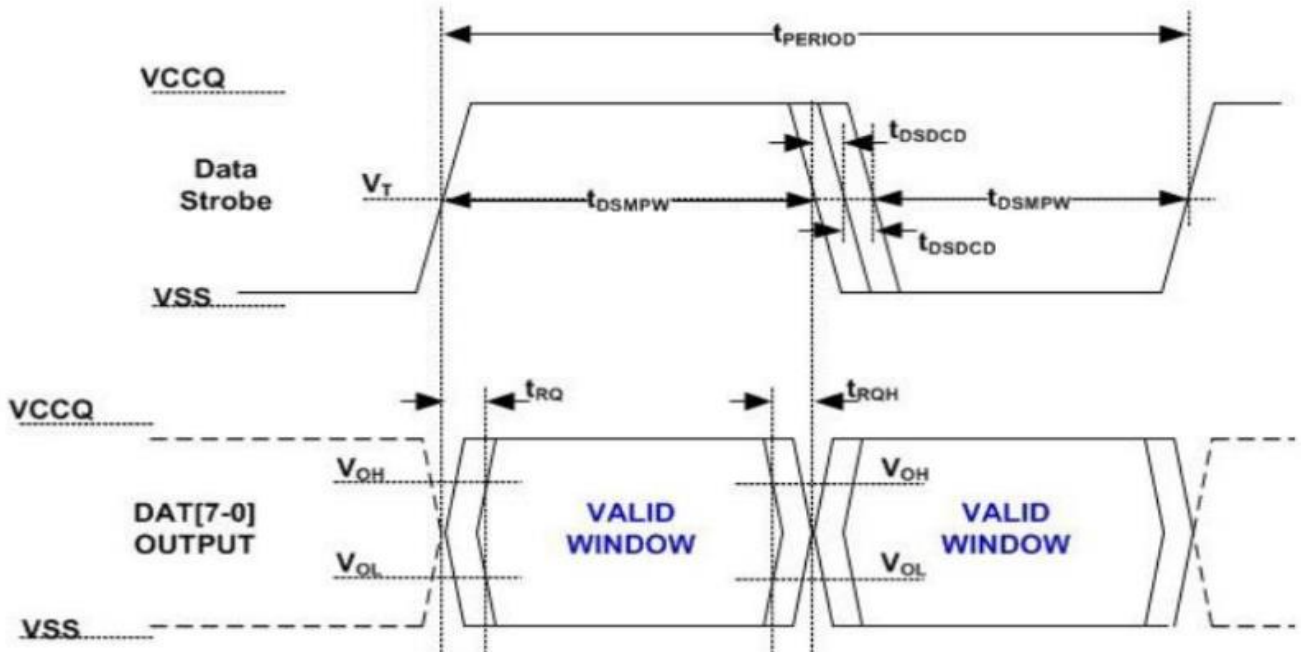 tPERIOD
VCCQ
tDSDCD
Data
Strobe
VT
tDSMPW
tDSMPW
tDSDCD
VSS
tRQ
tRQH
VCCQ
VOH
VOH
DAT[7-0]
OUTPUT
VALID
WINDOW
VALID
WINDOW
VOL
VOL
VSS